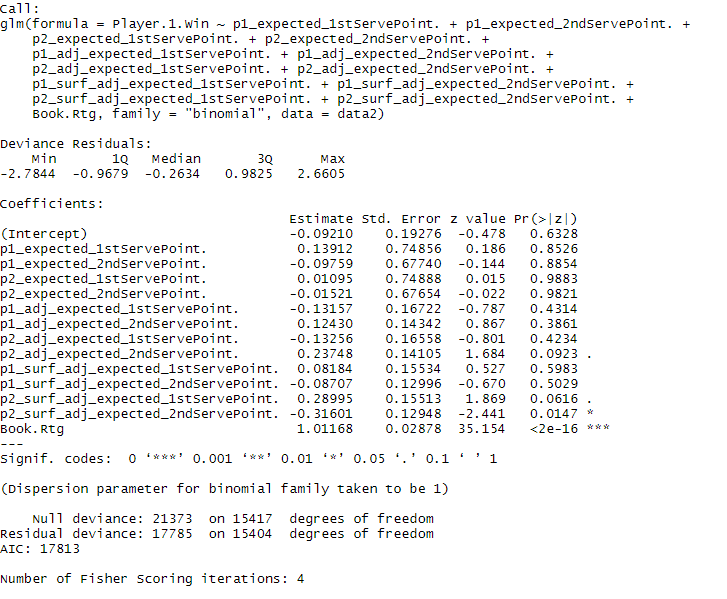 Call:
glm(formula = Player.1.Win ~ p1_expected_1stServePoint. + p1_expected_2ndServePoint. +
    p2_expected_1stServePoint. + p2_expected_2ndServePoint. +
    p1_adj_expected_1stServePoint. + p1_adj_expected_2ndServePoint. +
    p2_adj_expected_1stServePoint. + p2_adj_expected_2ndServePoint. +
    p1_surf_adj_expected_1stServePoint. + p1_surf_adj_expected_2ndServePoint. +
    p2_surf_adj_expected_1stServePoint. + p2_surf_adj_expected_2ndServePoint. +
    Book.Rtg, family = "binomial", data = data2)

Deviance Residuals:
    Min       1Q   Median       3Q      Max
-2.7844  -0.9679  -0.2634   0.9825   2.6605

Coefficients:
                                    Estimate Std. Error z value Pr(>|z|)
(Intercept)                         -0.09210    0.19276  -0.478   0.6328
p1_expected_1stServePoint.           0.13912    0.74856   0.186   0.8526
p1_expected_2ndServePoint.          -0.09759    0.67740  -0.144   0.8854
p2_expected_1stServePoint.           0.01095    0.74888   0.015   0.9883
p2_expected_2ndServePoint.          -0.01521    0.67654  -0.022   0.9821
p1_adj_expected_1stServePoint.      -0.13157    0.16722  -0.787   0.4314
p1_adj_expected_2ndServePoint.       0.12430    0.14342   0.867   0.3861
p2_adj_expected_1stServePoint.      -0.13256    0.16558  -0.801   0.4234
p2_adj_expected_2ndServePoint.       0.23748    0.14105   1.684   0.0923 .
p1_surf_adj_expected_1stServePoint.  0.08184    0.15534   0.527   0.5983
p1_surf_adj_expected_2ndServePoint. -0.08707    0.12996  -0.670   0.5029
p2_surf_adj_expected_1stServePoint.  0.28995    0.15513   1.869   0.0616 .
p2_surf_adj_expected_2ndServePoint. -0.31601    0.12948  -2.441   0.0147 *
Book.Rtg                             1.01168    0.02878  35.154   <2e-16 ***
---
Signif. codes:  0 ‘***’ 0.001 ‘**’ 0.01 ‘*’ 0.05 ‘.’ 0.1 ‘ ’ 1

(Dispersion parameter for binomial family taken to be 1)

    Null deviance: 21373  on 15417  degrees of freedom
Residual deviance: 17785  on 15404  degrees of freedom
AIC: 17813

Number of Fisher Scoring iterations: 4